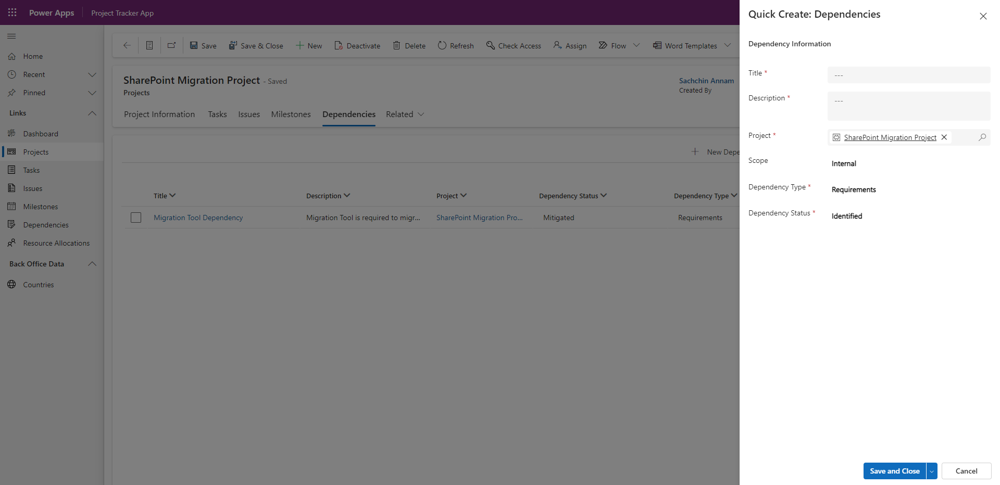 Power Apps
Project Tracker App
Home
Recent
Pinned
Links
Dashboard
Projects
Tasks
Issues
Milestones
Dependencies
Resource Allocations
Back Office Data
Countries
Save
Save & Close
New
Deactivate
Delete
Refresh
Check Access
Assign
Flow
Word Templates
SharePoint Migration Project - Saved
Projects
Sachchin Annam
Created By
Project Information
Tasks
Issues
Milestones
Dependencies
Related
New Depe
Title
Description
Project
Dependency Status
Dependency Type
Migration Tool Dependency
Migration Tool is required to migr...
SharePoint Migration Pro...
Mitigated
Requirements
Quick Create: Dependencies
Dependency Information
Title *
---
Description *
---
Project *
SharePoint Migration Project
Scope
Internal
Dependency Type *
Requirements
Dependency Status *
Identified
Save and Close
Cancel